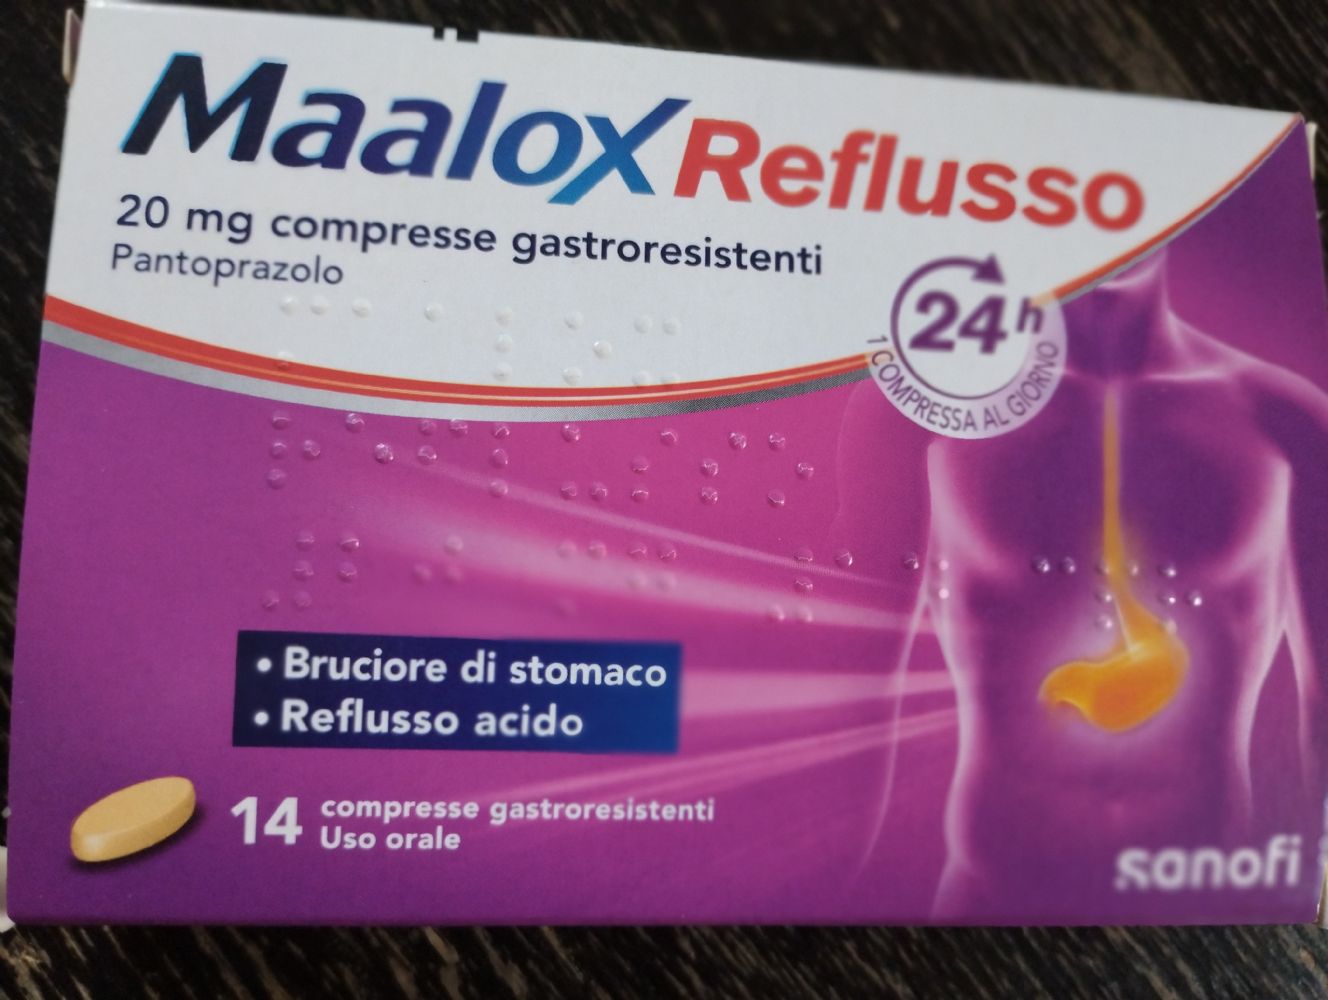 Maalox Reflusso
20 mg compresse gastroresistenti
Pantoprazolo
24h
1 COMPRESSA AL GIORNO
• Bruciore di stomaco
• Reflusso acido
14 compresse gastroresistenti
Uso orale
sanofi